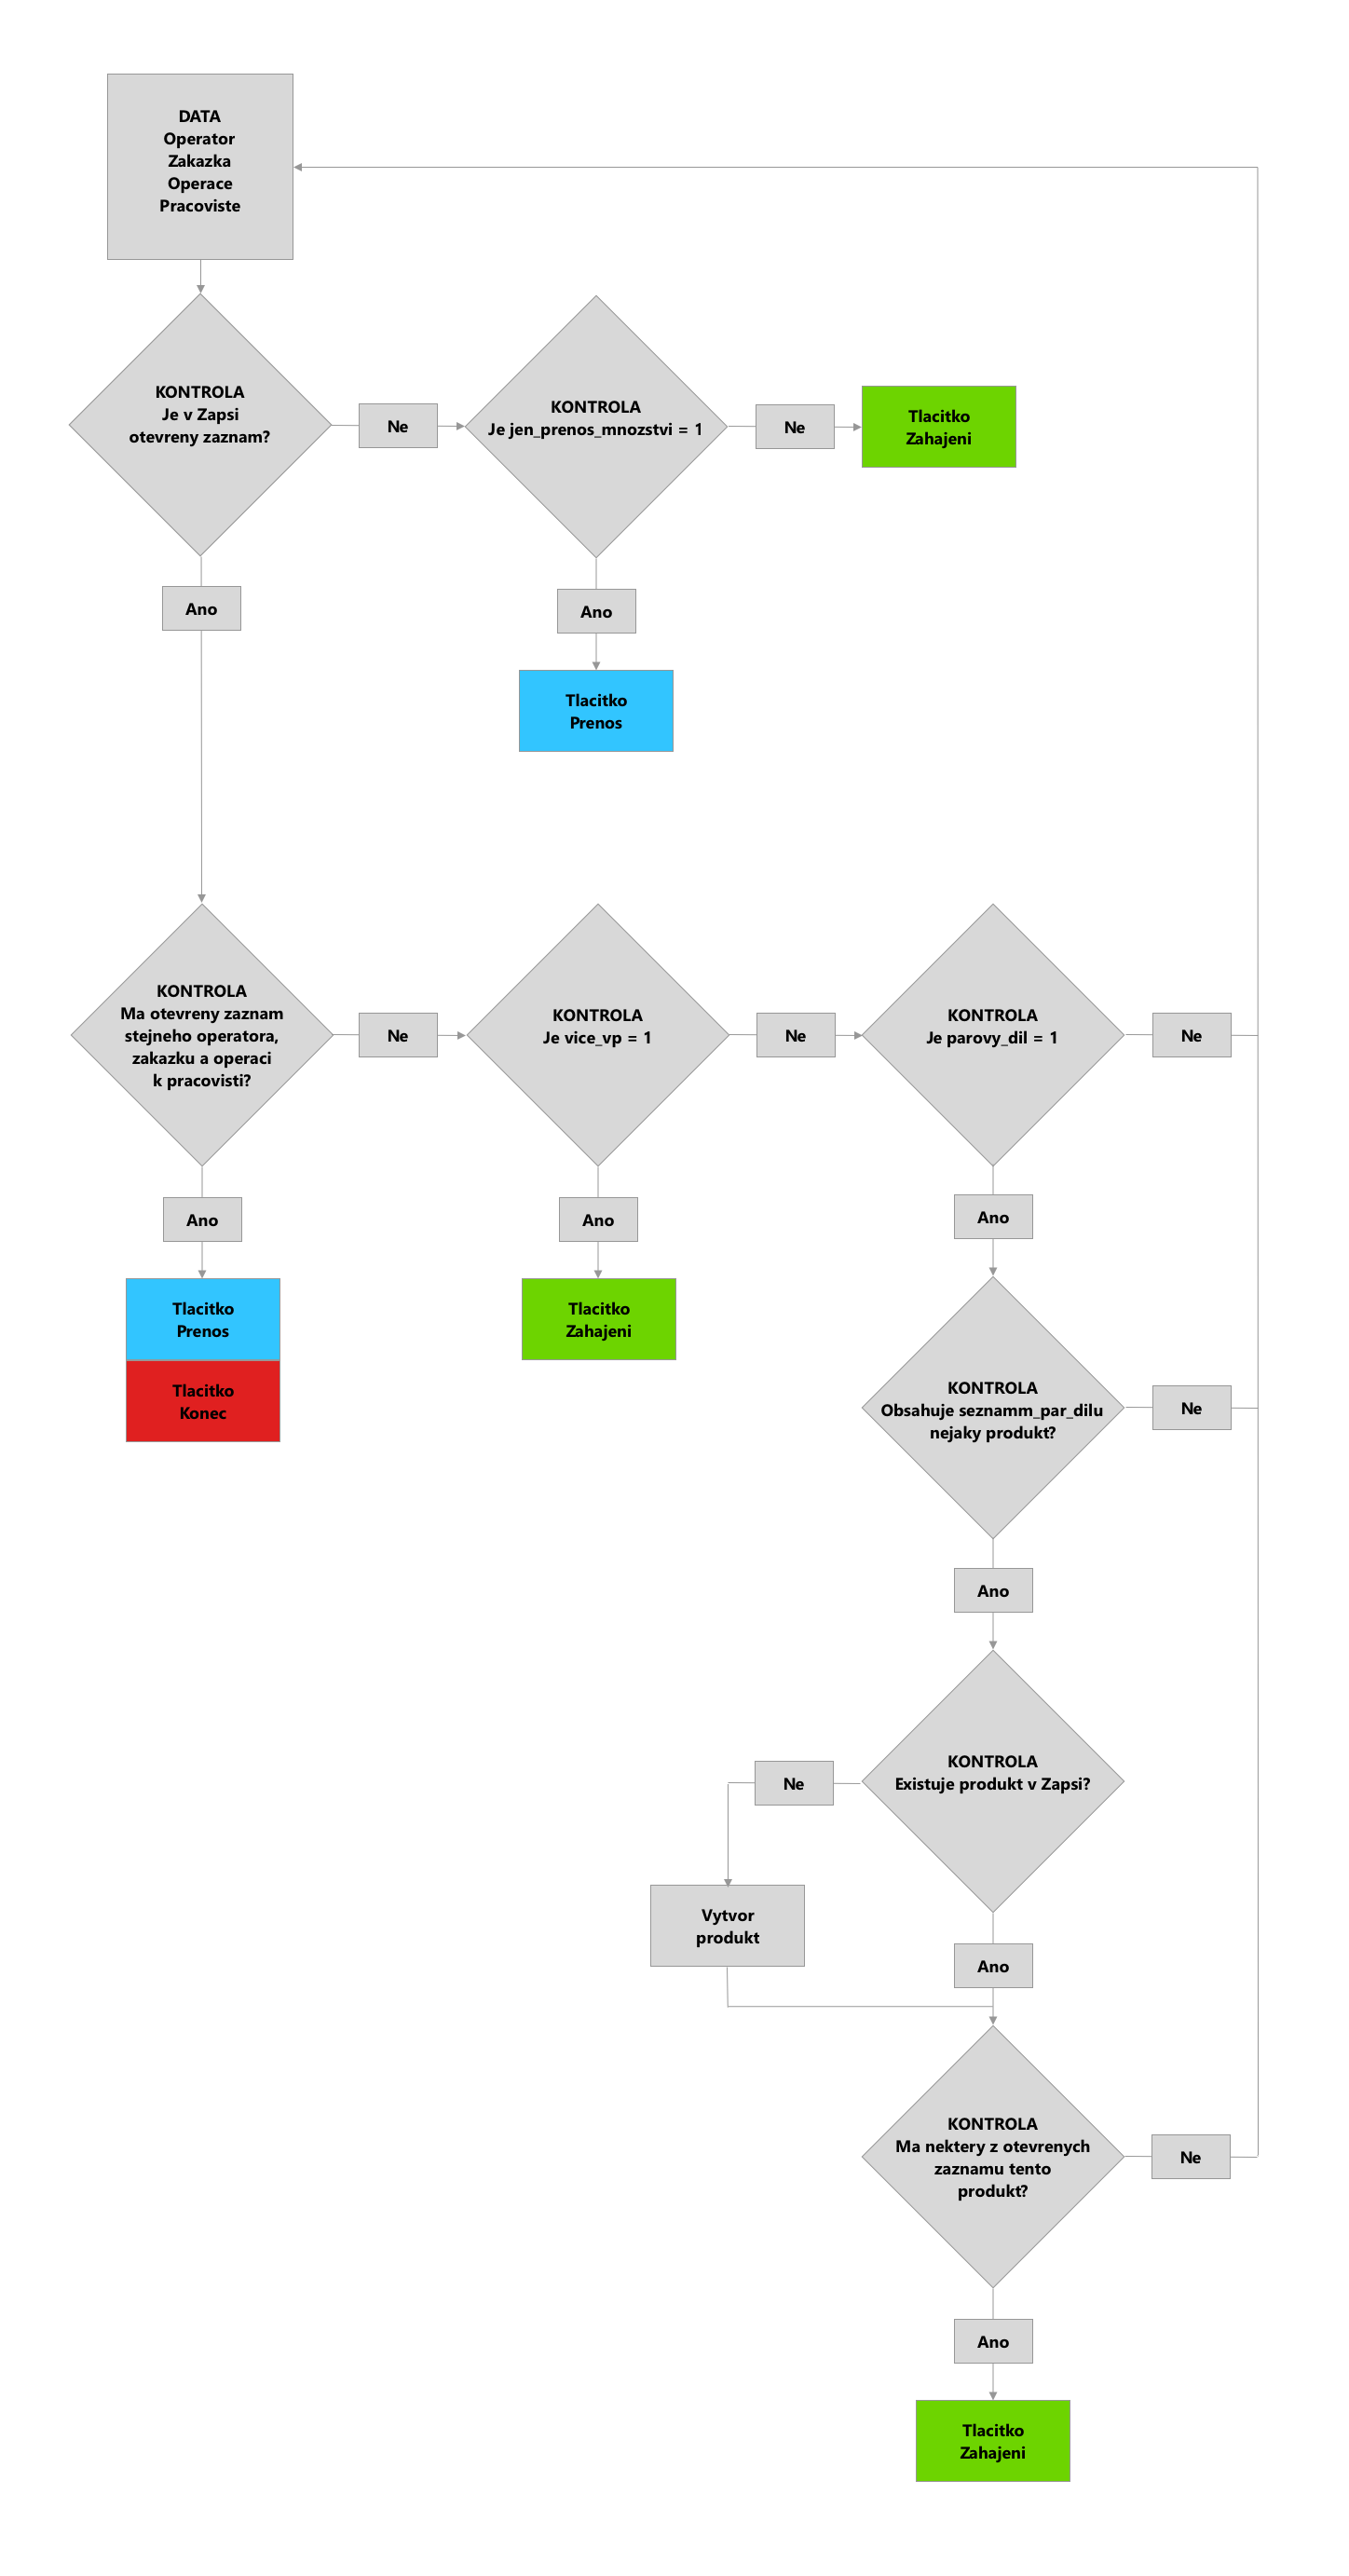 DATA
Operator
Zakazka
Operace
Pracoviste
KONTROLA
Je v Zapsi
otevreny zaznam?
Ne
KONTROLA
Je jen_prenos_mnozstvi = 1
Ne
Tlacitko
Zahajeni
Ano
Ano
Tlacitko
Prenos
KONTROLA
Ma otevreny zaznam
stejneho operatora,
zakazku a operaci
k pracovisti?
Ne
KONTROLA
Je vice_vp = 1
Ne
KONTROLA
Je parovy_dil = 1
Ne
Ano
Ano
Ano
Tlacitko
Prenos
Tlacitko
Konec
Tlacitko
Zahajeni
KONTROLA
Obsahuje seznamm_par_dilu
nejaky produkt?
Ne
Ano
KONTROLA
Existuje produkt v Zapsi?
Ne
Vytvor
produkt
Ano
KONTROLA
Ma nektery z otevrenych
zaznamu tento
produkt?
Ne
Ano
Tlacitko
Zahajeni